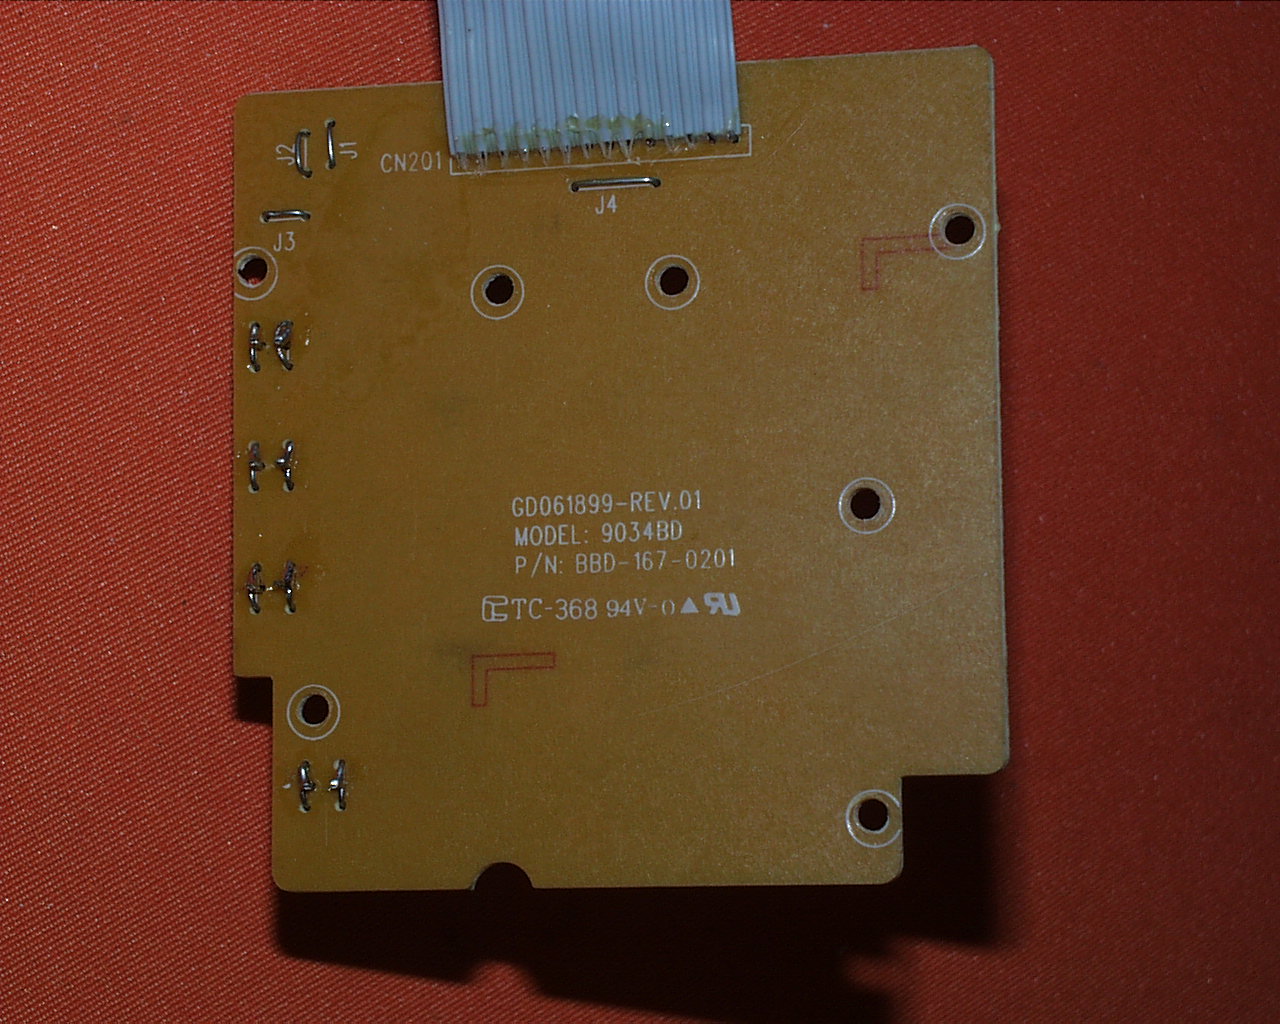 J2
J1
CN201
J4
J3
GD061899-REV.01
MODEL: 9034BD
P/N: BBD-167-0201
TC-368 94V-0